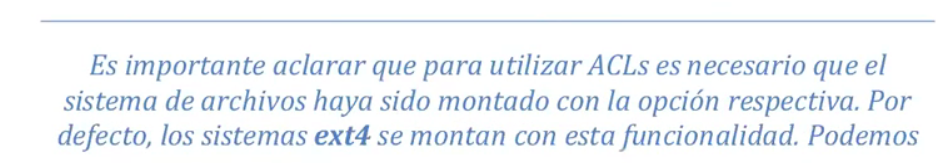 Es importante aclarar que para utilizar ACLs es necesario que el
sistema de archivos haya sido montado con la opción respectiva. Por
defecto, los sistemas ext4 se montan con esta funcionalidad. Podemos